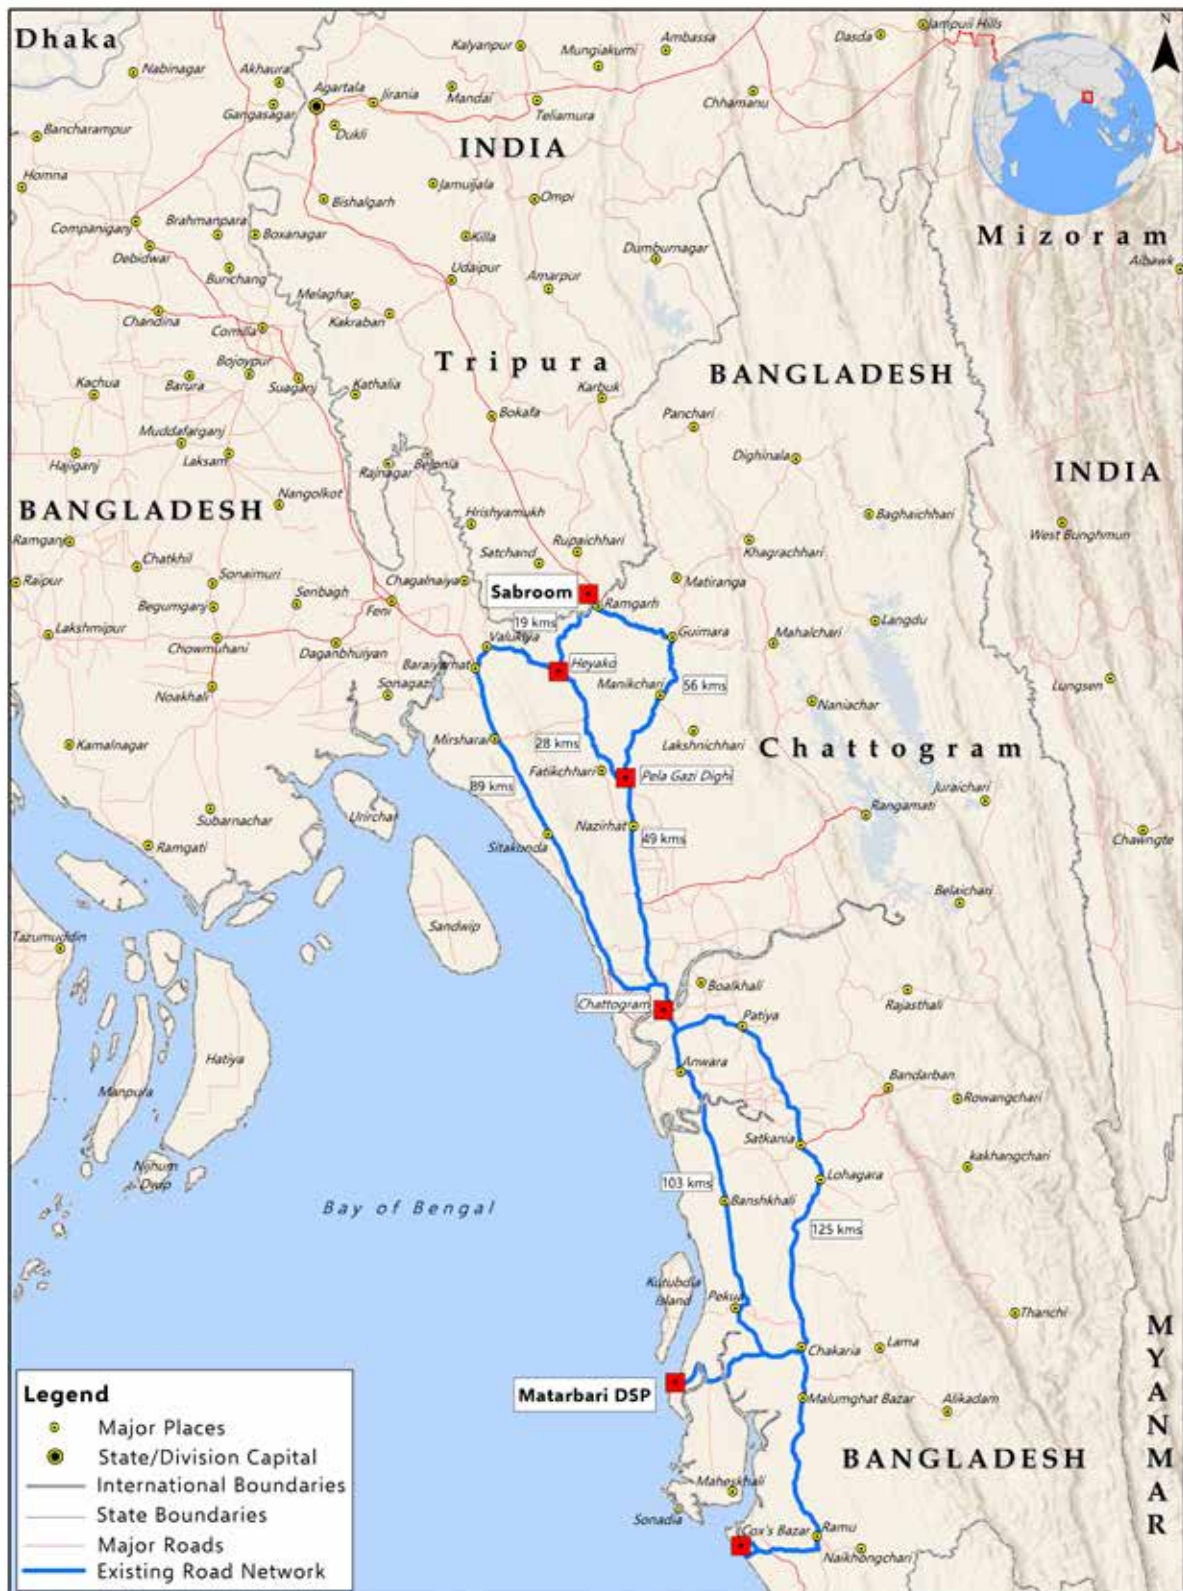 Dhaka
Nabinagar
Akhaura
Agartala
Jirania
Gangasagar
Dukli
Bancharampur
Homna
Kalyanpur
Mungiakumi
Ambassa
Dasda
Jampuii Hills
N
Mandai
Teliamura
Chhamanu
INDIA
Jamuijala
Ompi
Bishalgarh
Companiganj
Brahmanpara
Boxanagar
Debidwar
Burichang
Killa
Udaipur
Amarpur
Dumburnagar
Mizoram
Aibawk
Melaghar
Kakraban
Chandina
Comilla
Tripura
BANGLADESH
Kachua
Barura
Bojoypur
Suaganj
Kathalia
Bokafa
Karbuk
Panchari
Muddafarganj
Hajiganj
Laksam
Rajnagar
Belonia
Dighinala
INDIA
BANGLADESH
Nangolkot
Hrishyamukh
Baghaichhari
West Bunghmun
Ramganj
Chatkhil
Satchand
Rupaichhari
Khagrachhari
Raipur
Sonaimuri
Senbagh
Chagalnaiya
Sabroom
Matiranga
Begumganj
Feni
Ramgarh
Langdu
Lakshmipur
Chowmuhani
Daganbhuiyan
19 kms
Valukiya
Guimara
Mahalchari
Baraiyarhat
Heyako
Noakhali
Sonagazi
Manikchari
56 kms
Naniachar
Lungsen
Kamalnagar
Mirsharai
28 kms
Lakshnichhari
Chattogram
Fatikchhari
Pela Gazi Dighi
89 kms
Juraichari
Subarnachar
Urirchar
Nazirhat
49 kms
Rangamati
Chawngte
Ramgati
Sitakunda
Belaichari
Tazumuddin
Sandwip
Chattogram
Boalkhali
Rajasthali
Patiya
Hatiya
Anwara
Manpura
Bandarban
Rowangchari
Nijhum
Dwip
Satkania
kakhangchari
Lohagara
103 kms
Banshkhali
Bay of Bengal
125 kms
Kutubdia
Island
Pekua
Thanchi
MYANMAR
Chakaria
Lama
Matarbari DSP
Malumghat Bazar
Alikadam
BANGLADESH
Maheskhali
Sonadia
Cox's Bazar
Ramu
Naikhongchari
Legend
Major Places
State/Division Capital
International Boundaries
State Boundaries
Major Roads
Existing Road Network